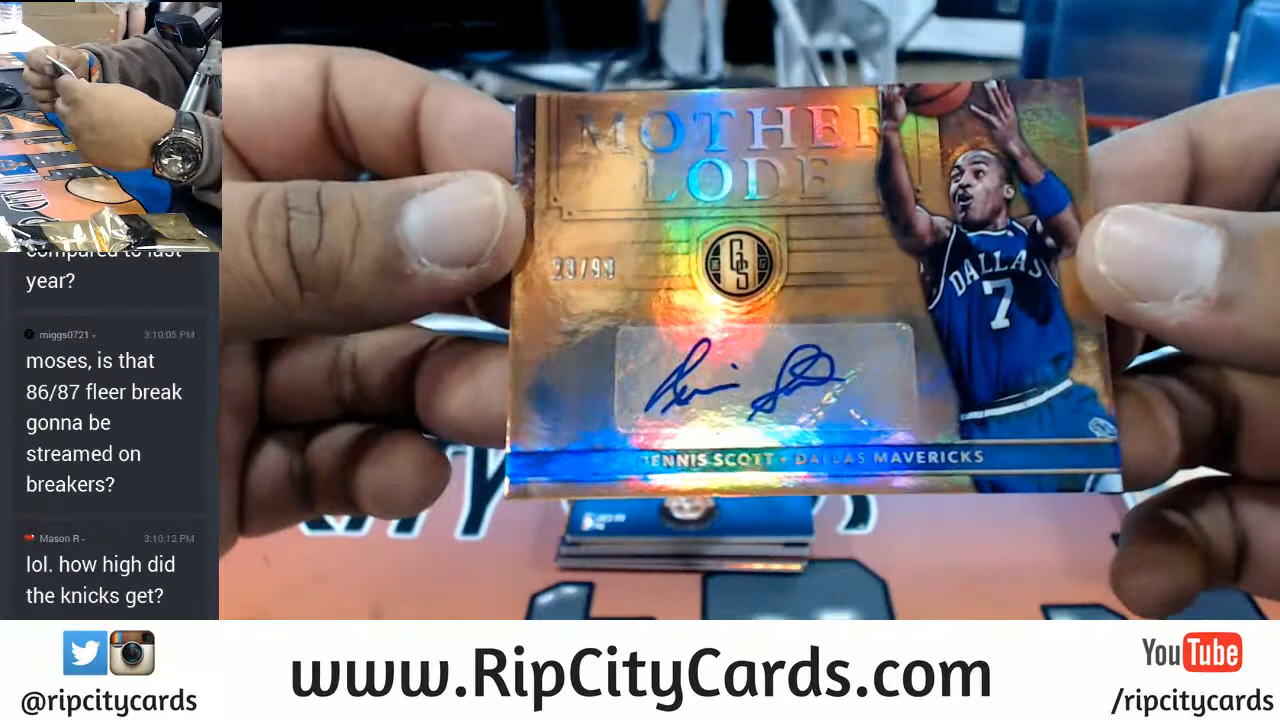 compared to last
year?
miggs0721 -
3:10:05 PM
moses, is that
86/87 fleer break
gonna be
streamed on
breakers?
Mason R -
3:10:12 PM
lol. how high did
the knicks get?
MOTHER
LODE
GS
DALLAS
7
ENNIS SCOTT • DALLAS MAVERICKS
@ripcitycards
www.RipCityCards.com
YouTube
/ripcitycards